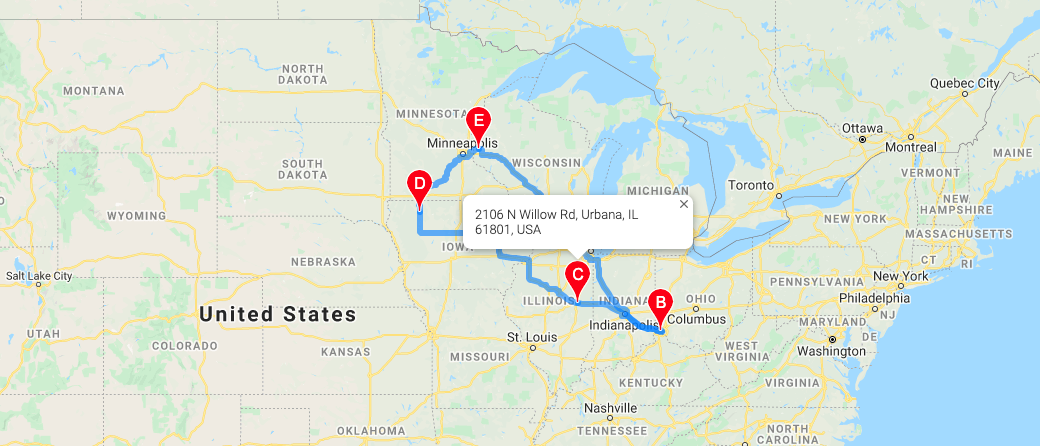 Quebec City
NORTH
DAKOTA
MONTANA
MINNESOTA
E
Ottawa
Montreal
Minneapolis
MAINE
WISCONSIN
SOUTH
DAKOTA
VERMONT
D
Toronto
MICHIGAN
NEW
HAMPSHIRE
WYOMING
2106 N Willow Rd, Urbana, IL
61801, USA
NEW YORK
MASSACHUSETTS
IOWA
CT
RI
NEBRASKA
Salt Lake City
C
PENNSYLVANIA
New York
ILLINOIS
INDIANA
B
OHIO
Philadelphia
United States
Columbus
NJ
Indianapolis
MARYLAND
UTAH
St. Louis
DE
COLORADO
KANSAS
MISSOURI
WEST
VIRGINIA
Washington
KENTUCKY
VIRGINIA
Nashville
TENNESSEE
OKLAHOMA
NORTH
CAROLINA